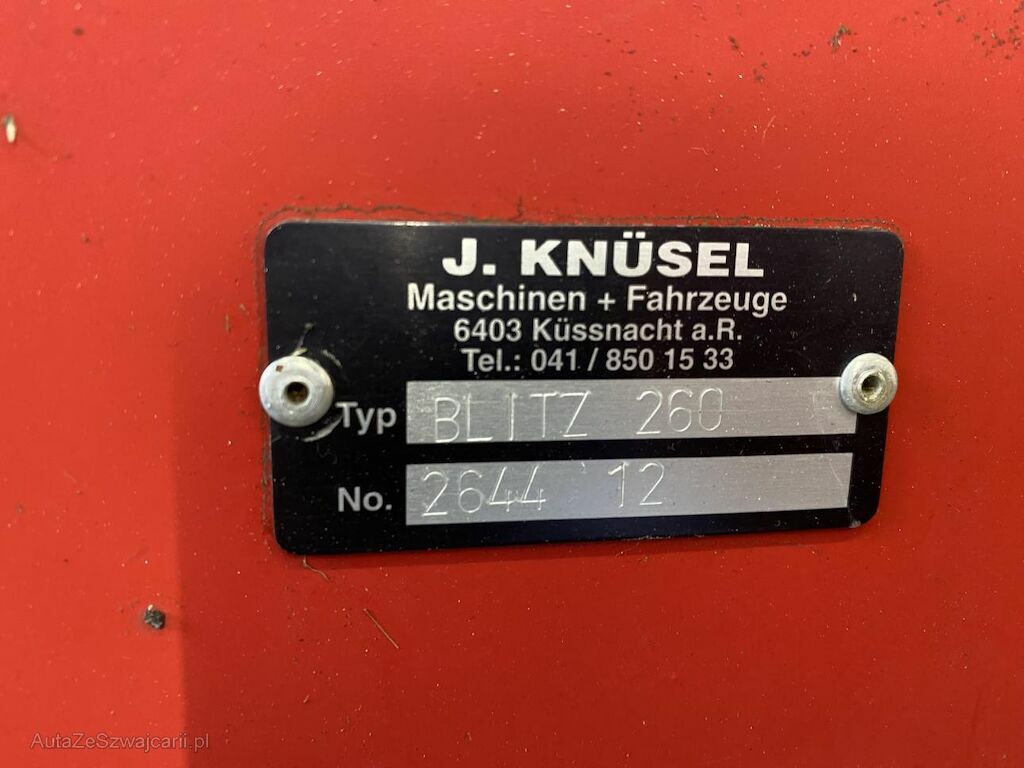 J. KNÜSEL
Maschinen + Fahrzeuge
6403 Küssnacht a.R.
Tel.: 041 / 850 15 33
Typ BLITZ 260
No. 2644 12
AutaZeSzwajcarii.pl